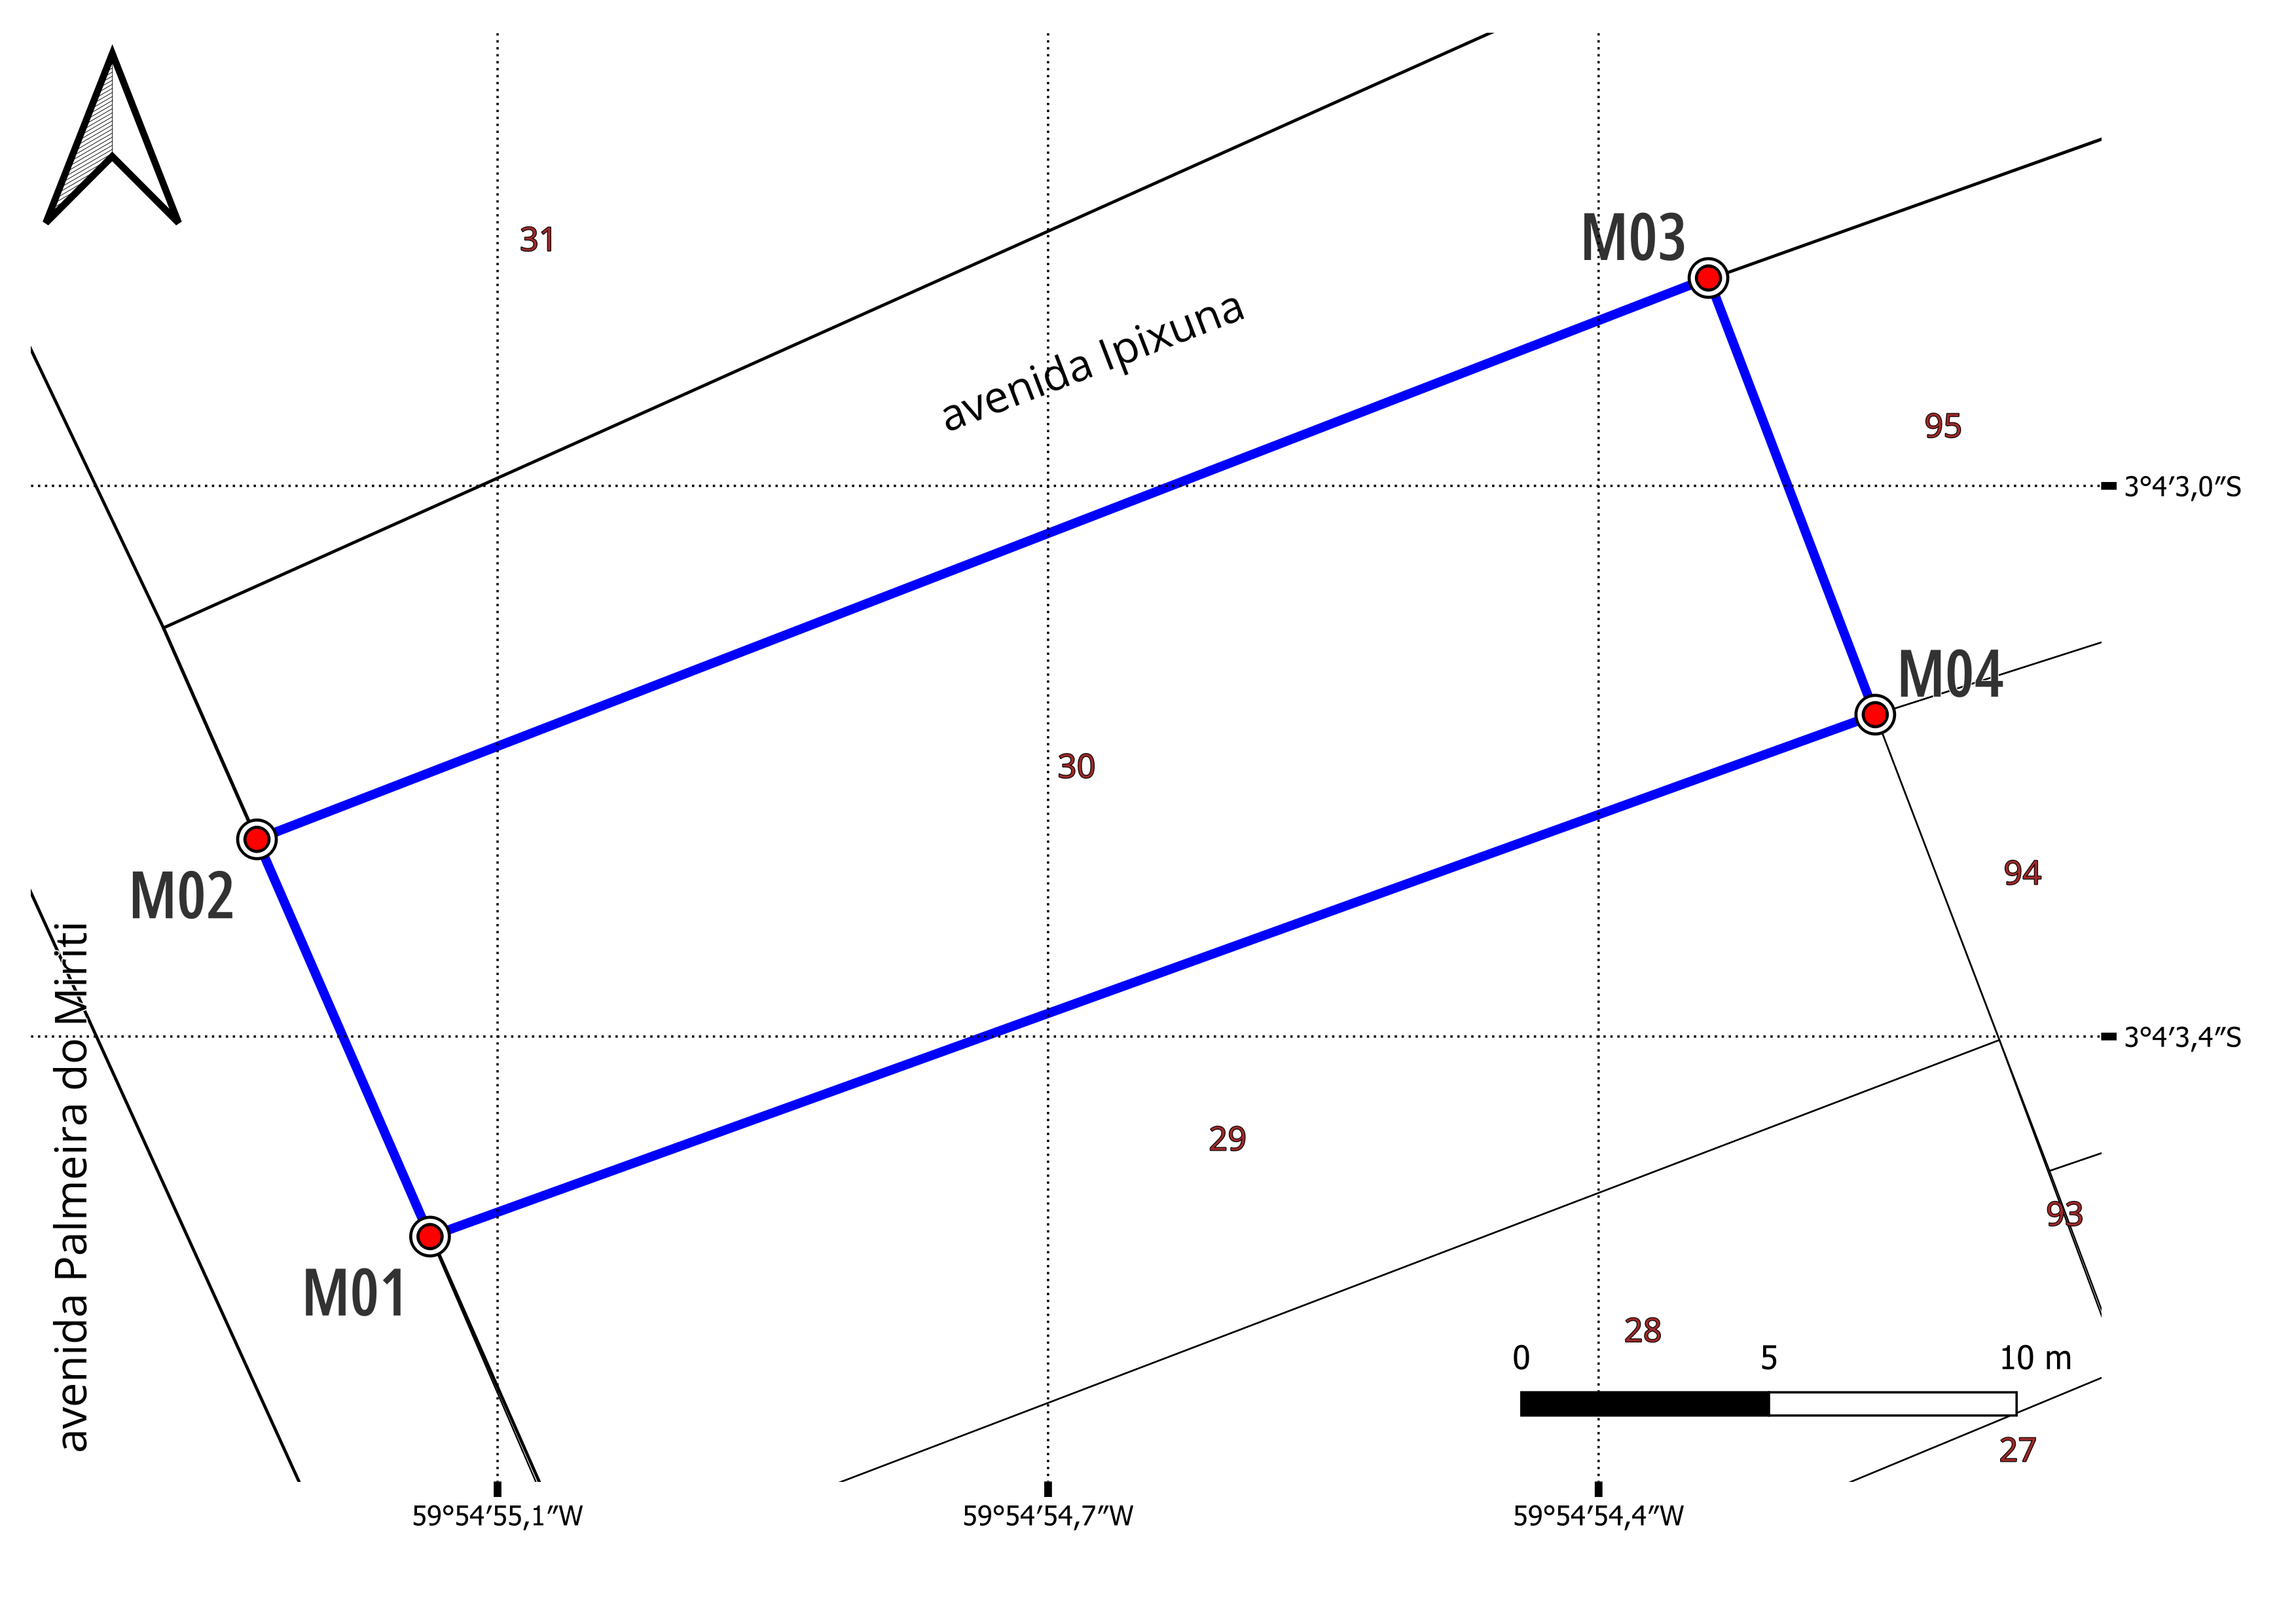 M03
31
avenida Ipixuna
95
3°4′3,0″S
M04
30
94
M02
avenida Palmeira do Miriti
3°4′3,4″S
29
93
M01
28
0 5 10 m
27
59°54′55,1″W 59°54′54,7″W 59°54′54,4″W